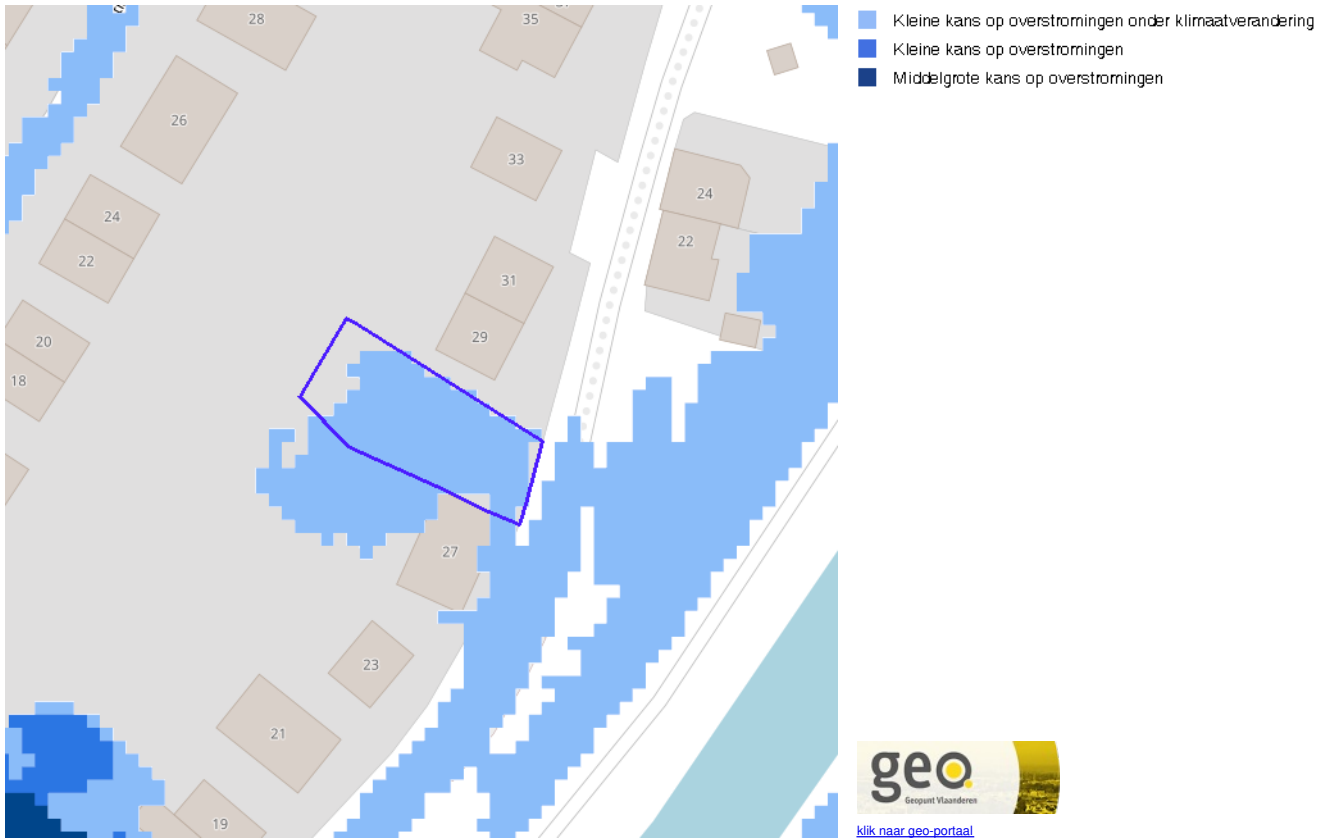 Kleine kans op overstromingen onder klimaatverandering
Kleine kans op overstromingen
Middelgrote kans op overstromingen
28
35
26
33
24
24
22
22
31
29
20
18
27
23
21
19
geo
Geopunt Vlaanderen
klik naar geo-portaal